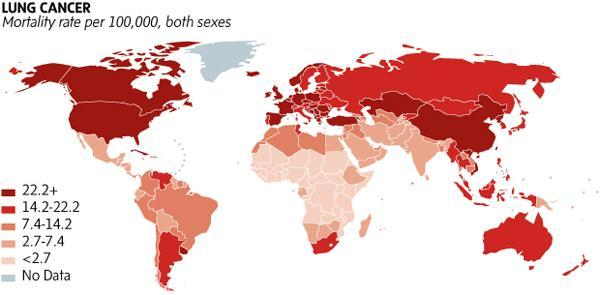 LUNG CANCER
Mortality rate per 100,000, both sexes
22.2+
14.2-22.2
7.4-14.2
2.7-7.4
<2.7
No Data